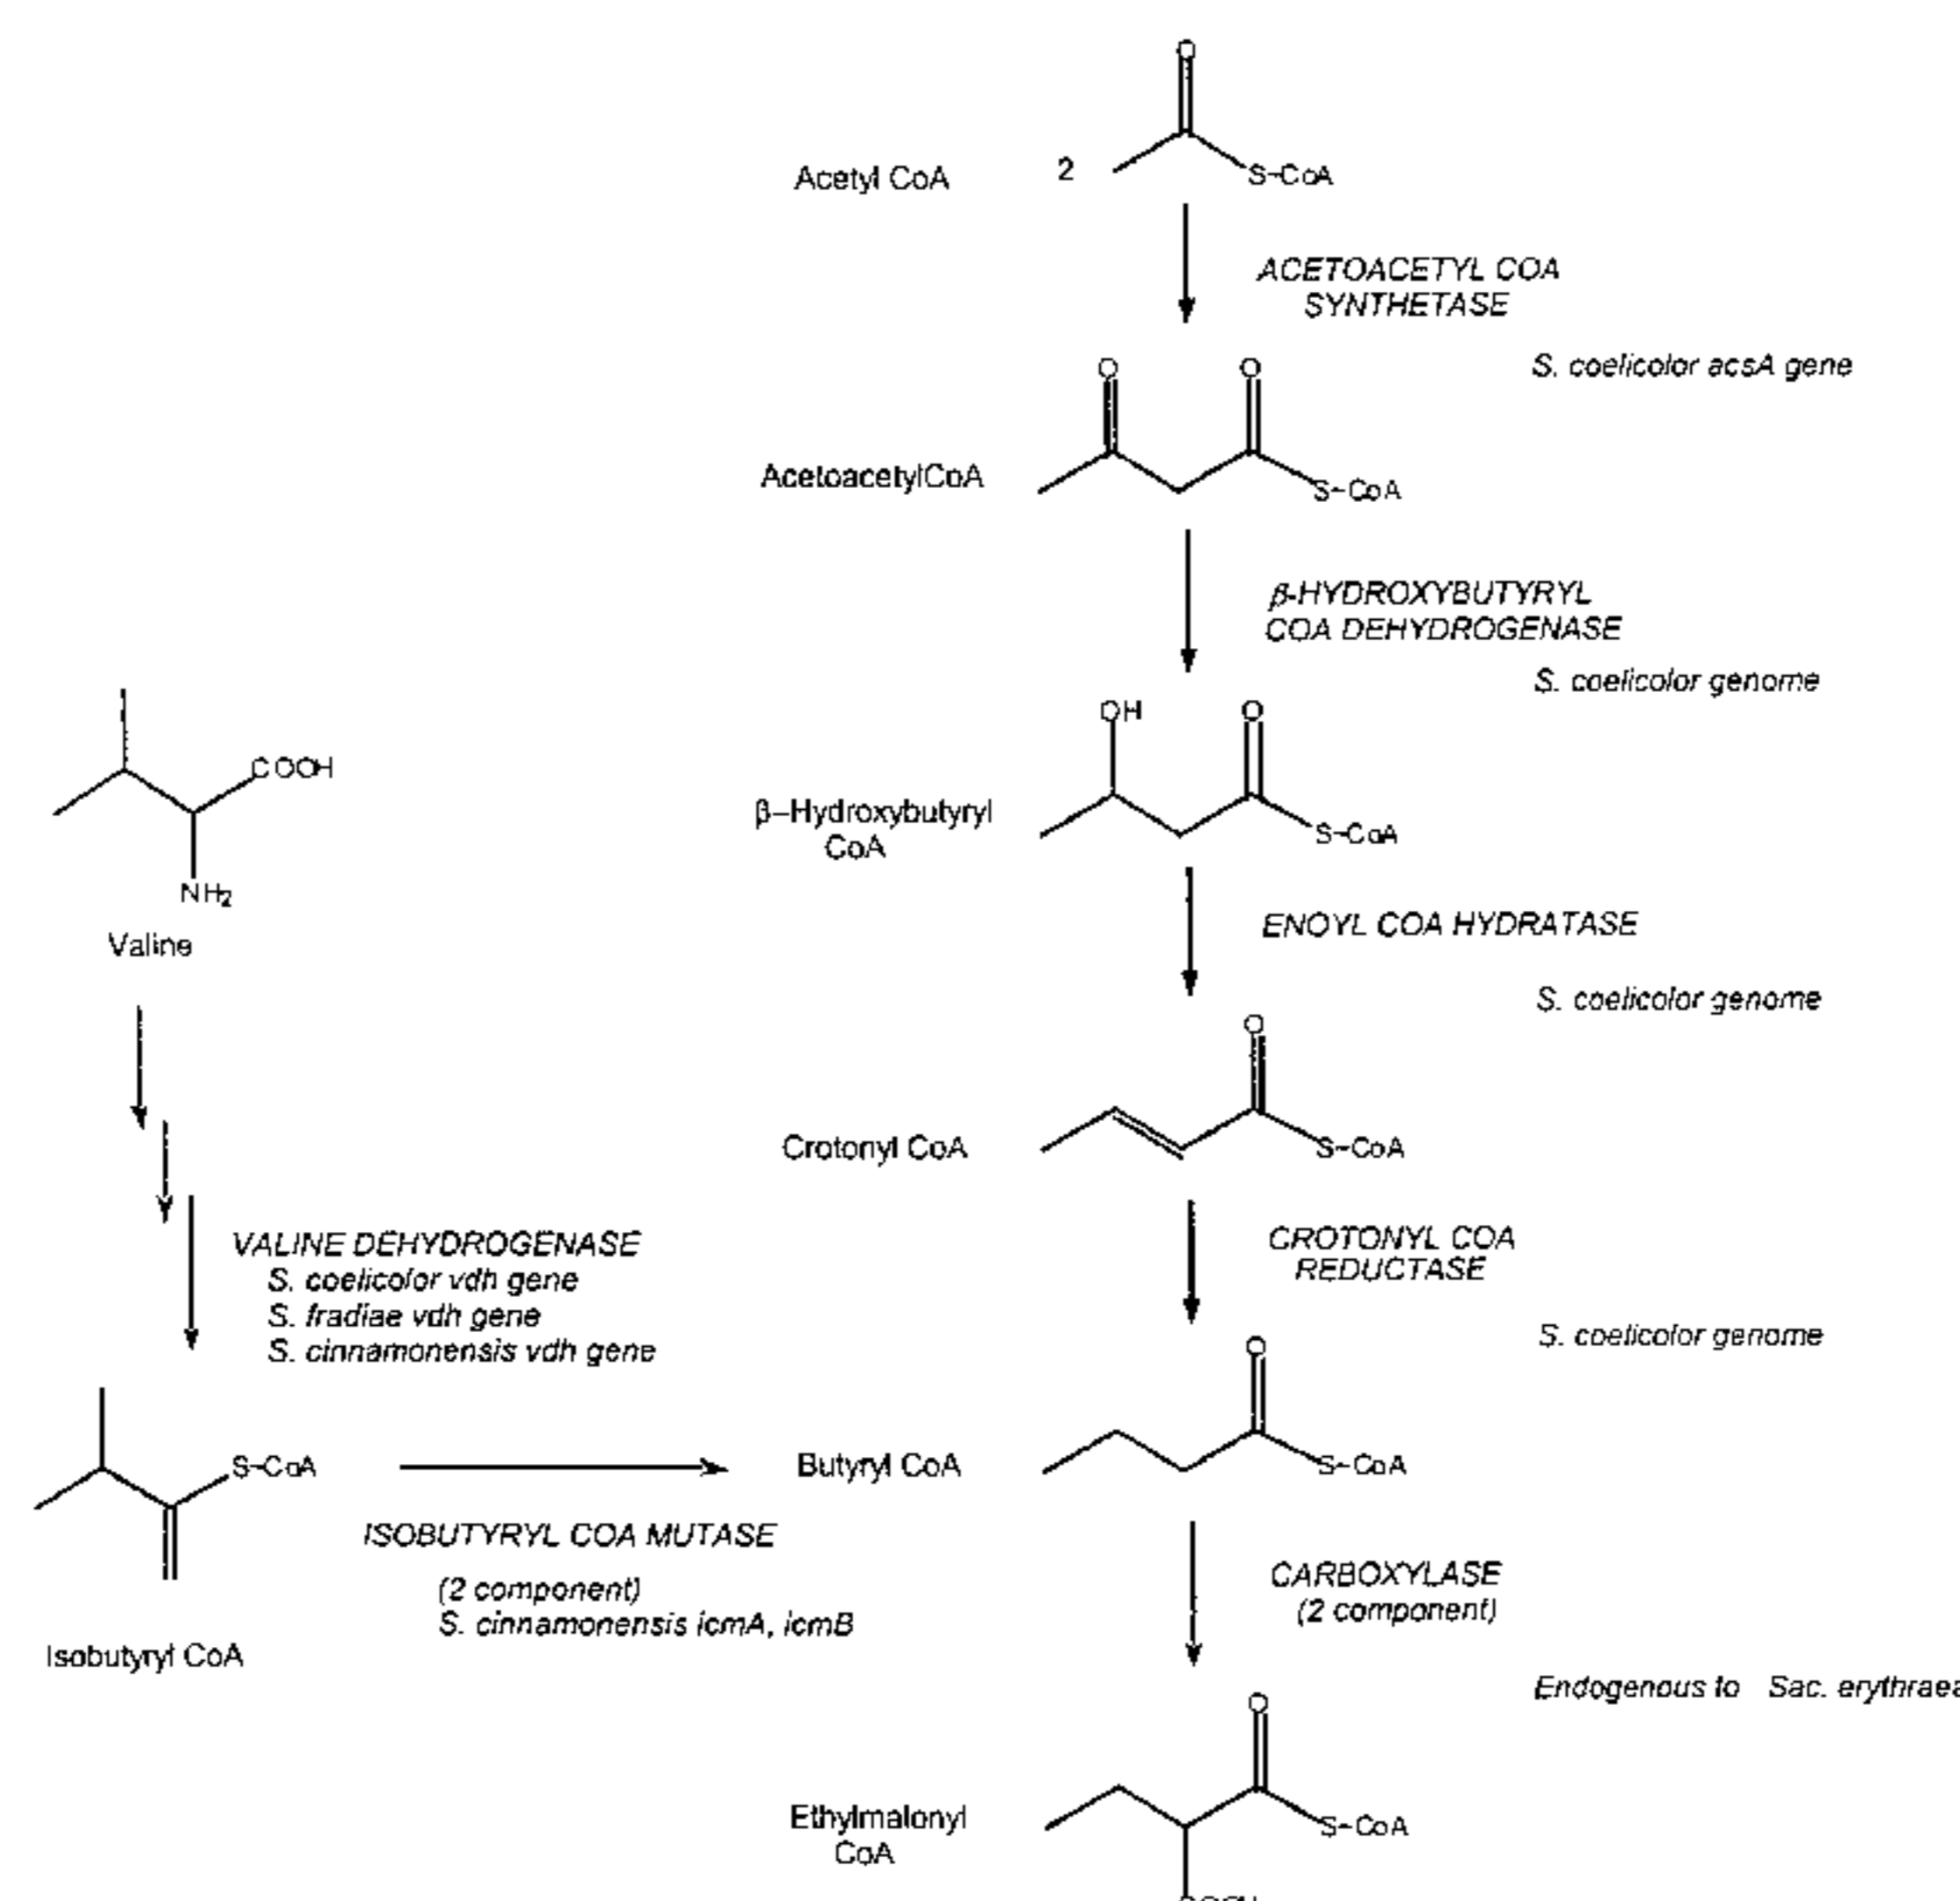 O
Acetyl CoA
2
S-CoA
ACETOACETYL COA
SYNTHETASE
O O
S. coelicolor acsA gene
AcetoacetylCoA
S-CoA
β-HYDROXYBUTYRYL
COA DEHYDROGENASE
S. coelicolor genome
OH O
COOH
β-Hydroxybutyryl
CoA
S-CoA
NH2
ENOYL COA HYDRATASE
Valine
S. coelicolor genome
O
Crotonyl CoA
S-CoA
CROTONYL COA
REDUCTASE
VALINE DEHYDROGENASE
S. coelicolor vdh gene
S. fradiae vdh gene
S. cinnamonensis vdh gene
S. coelicolor genome
O
S-CoA
Butyryl CoA
S-CoA
ISOBUTYRYL COA MUTASE
(2 component)
S. cinnamonensis icmA, icmB
CARBOXYLASE
(2 component)
Isobutyryl CoA
Endogenous to Sac. erythraea
O
Ethylmalonyl
CoA
S-CoA